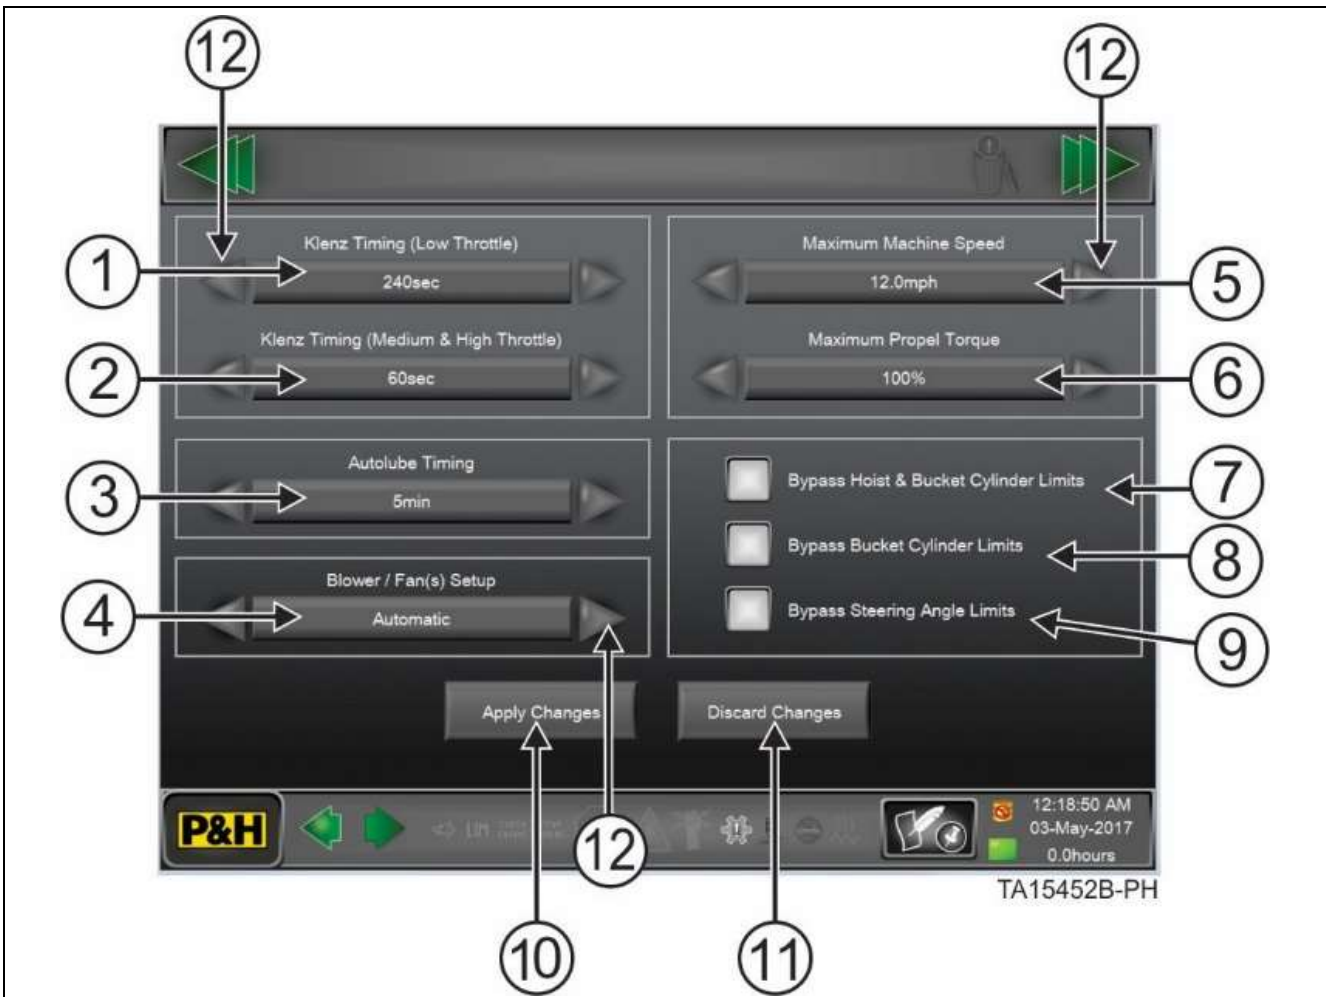 12 12
Klenz Timing (Low Throttle) Maximum Machine Speed
1 240sec 12.0mph 5
Klenz Timing (Medium & High Throttle) Maximum Propel Torque
2 60sec 100% 6
Autolube Timing
3 5min Bypass Hoist & Bucket Cylinder Limits 7
Bypass Bucket Cylinder Limits 8
Blower / Fan(s) Setup
4 Automatic Bypass Steering Angle Limits 9
Apply Changes Discard Changes
12:18:50 AM
P&H LIM 03-May-2017
12 0.0hours
TA15452B-PH
10 11